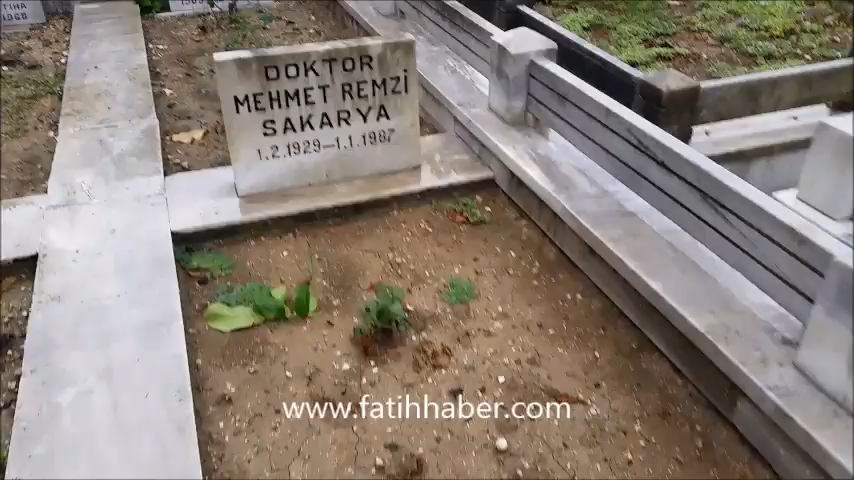 DOKTOR
MEHMET REMZİ
SAKARYA
1.2.1929—1.1.1987
www.fatihhaber.com